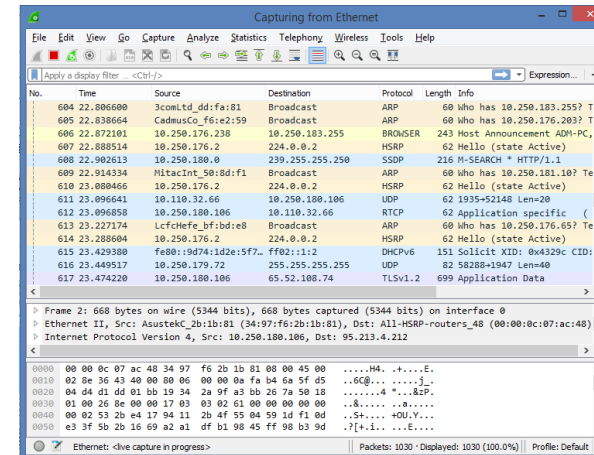 Capturing from Ethernet
File Edit View Go Capture Analyze Statistics Telephony Wireless Tools Help
Apply a display filter ... <Ctrl-/> Expression...
No. Time Source Destination Protocol Length Info
604 22.806600 3comLtd_dd:fa:81 Broadcast ARP 60 Who has 10.250.183.255? T
605 22.838664 CadmusCo_f6:e2:59 Broadcast ARP 60 Who has 10.250.176.203? T
606 22.872101 10.250.176.238 10.250.183.255 BROWSER 243 Host Announcement ADM-PC,
607 22.888514 10.250.176.2 224.0.0.2 HSRP 62 Hello (state Active)
608 22.902613 10.250.180.0 239.255.255.250 SSDP 216 M-SEARCH * HTTP/1.1
609 22.914334 MitacInt_50:8d:f1 Broadcast ARP 60 Who has 10.250.181.10? Te
610 23.080466 10.250.176.2 224.0.0.2 HSRP 62 Hello (state Active)
611 23.096641 10.110.32.66 10.250.180.106 UDP 62 1935→52148 Len=20
612 23.096858 10.250.180.106 10.110.32.66 RTCP 62 Application specific (
613 23.227174 LcfcHefe_bf:bd:e8 Broadcast ARP 60 Who has 10.250.176.65? Te
614 23.288604 10.250.176.2 224.0.0.2 HSRP 62 Hello (state Active)
615 23.429380 fe80::9d74:1d2e:5f7… ff02::1:2 DHCPv6 151 Solicit XID: 0x4329c CID:
616 23.449517 10.250.179.72 255.255.255.255 UDP 82 58288→1947 Len=40
617 23.474220 10.250.180.106 65.52.108.74 TLSv1.2 699 Application Data
Frame 2: 668 bytes on wire (5344 bits), 668 bytes captured (5344 bits) on interface 0
Ethernet II, Src: AsustekC_2b:1b:81 (34:97:f6:2b:1b:81), Dst: All-HSRP-routers_48 (00:00:0c:07:ac:48)
Internet Protocol Version 4, Src: 10.250.180.106, Dst: 95.213.4.212
0000 00 00 0c 07 ac 48 34 97 f6 2b 1b 81 08 00 45 00 .....H4. .+....E.
0010 02 8e 36 43 40 00 80 06 00 00 0a fa b4 6a 5f d5 ..6C@... .....j_.
0020 04 d4 d1 dd 01 bb 19 34 2a 9f a3 bb 26 7a 50 18 .......4 *...&zP.
0030 01 00 26 8e 00 00 17 03 03 02 61 00 00 00 00 00 ..&..... ..a.....
0040 00 02 53 2b e4 17 94 11 2b 4f 55 04 59 1d f1 0d ..S+.... +OU.Y...
0050 e3 3f 5b 2b 16 69 a2 a1 df b1 98 45 ff 98 b3 9d .?[+.i.. ...E....
Ethernet: <live capture in progress> Packets: 1030 · Displayed: 1030 (100.0%) Profile: Default